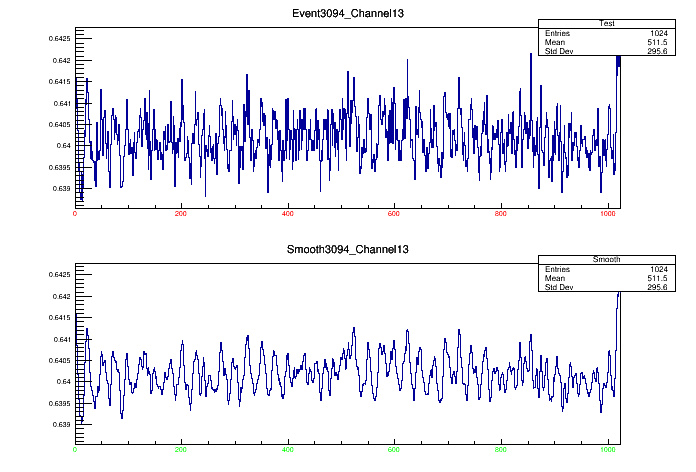 Event3094_Channel13
Test
Entries 1024
Mean 511.5
Std Dev 295.6
0.6425
0.642
0.6415
0.641
0.6405
0.64
0.6395
0.639
0 200 400 600 800 1000
Smooth3094_Channel13
Smooth
Entries 1024
Mean 511.5
Std Dev 295.6
0.6425
0.642
0.6415
0.641
0.6405
0.64
0.6395
0.639
0 200 400 600 800 1000